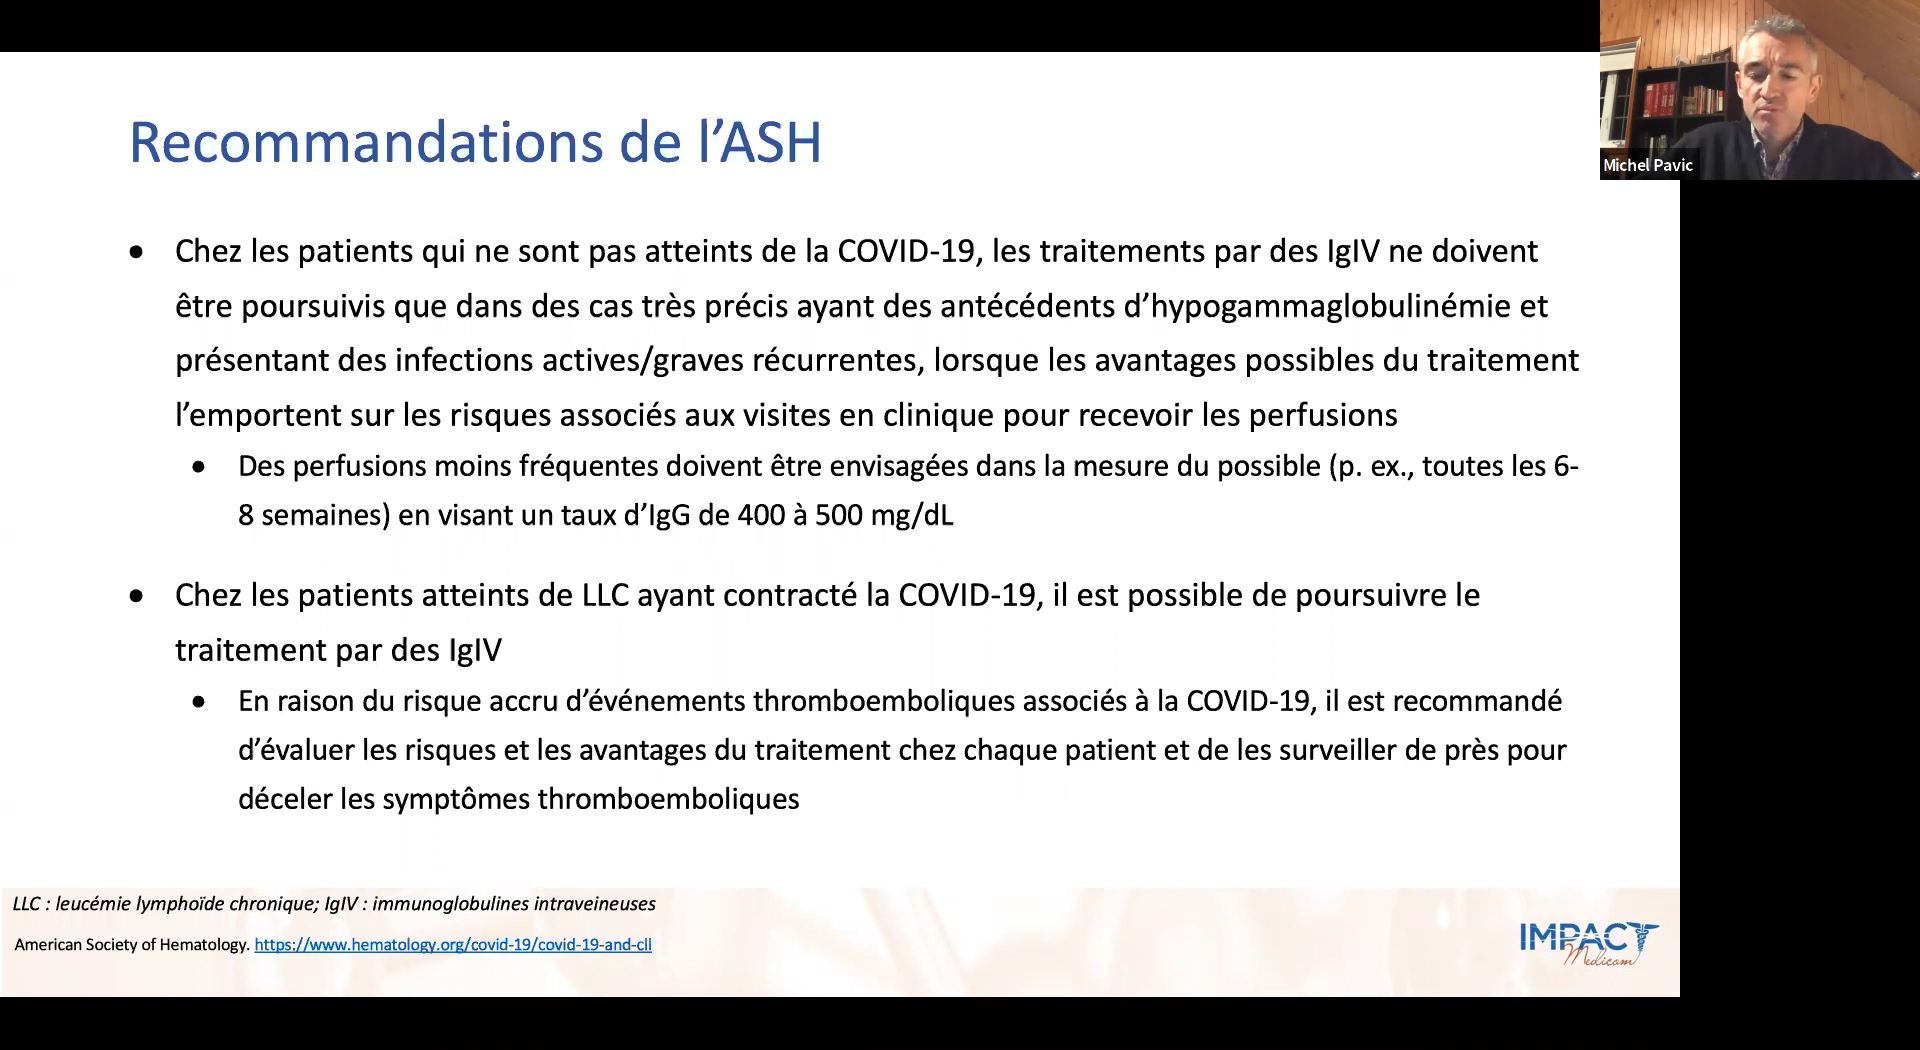 Recommandations de l’ASH
Michel Pavic
• Chez les patients qui ne sont pas atteints de la COVID-19, les traitements par des IgIV ne doivent
être poursuivis que dans des cas très précis ayant des antécédents d’hypogammaglobulinémie et
présentant des infections actives/graves récurrentes, lorsque les avantages possibles du traitement
l’emportent sur les risques associés aux visites en clinique pour recevoir les perfusions
• Des perfusions moins fréquentes doivent être envisagées dans la mesure du possible (p. ex., toutes les 6-
8 semaines) en visant un taux d’IgG de 400 à 500 mg/dL
• Chez les patients atteints de LLC ayant contracté la COVID-19, il est possible de poursuivre le
traitement par des IgIV
• En raison du risque accru d’événements thromboemboliques associés à la COVID-19, il est recommandé
d’évaluer les risques et les avantages du traitement chez chaque patient et de les surveiller de près pour
déceler les symptômes thromboemboliques
LLC : leucémie lymphoïde chronique; IgIV : immunoglobulines intraveineuses
American Society of Hematology. https://www.hematology.org/covid-19/covid-19-and-cll
IMPACT
Medicom